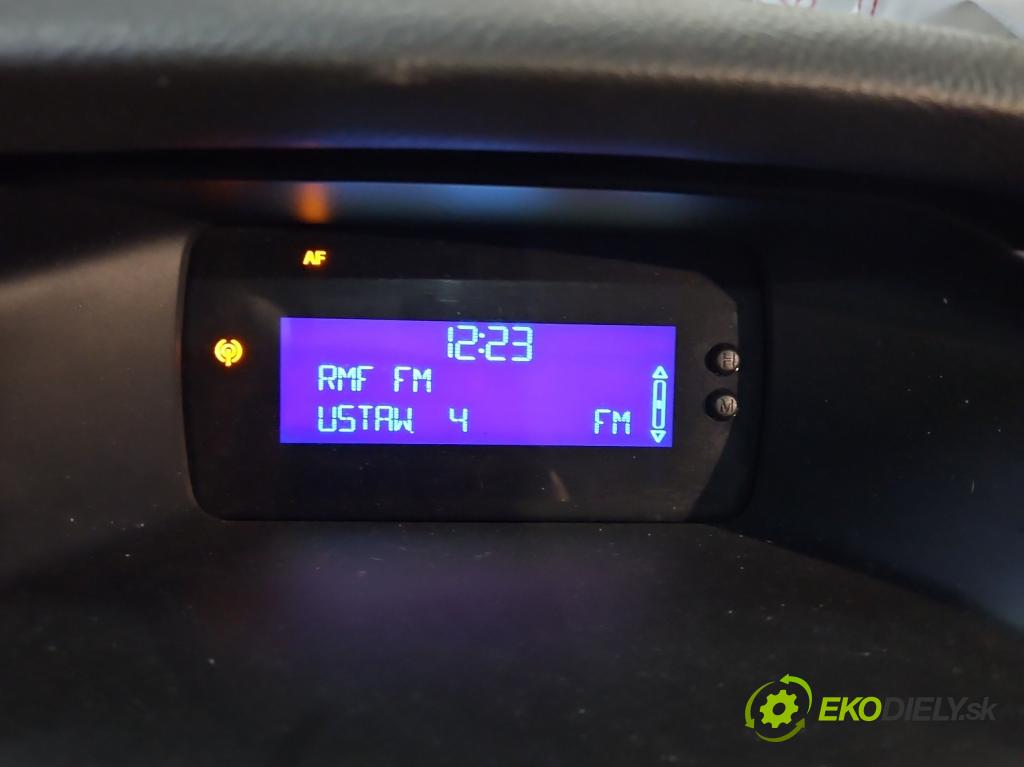 AF
12:23
RMF FM
USTAW. 4 FM
H
M
EKODIELY.sk